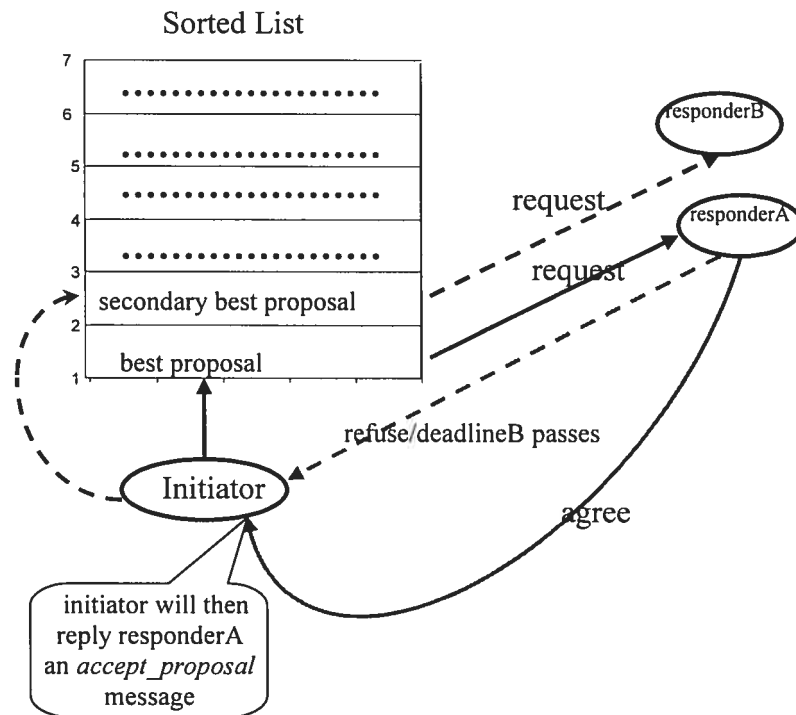 Sorted List
7
6
5
4
3
2
1
secondary best proposal
best proposal
responderB
responderA
request
request
refuse/deadlineB passes
agree
Initiator
initiator will then
reply responderA
an accept_proposal
message